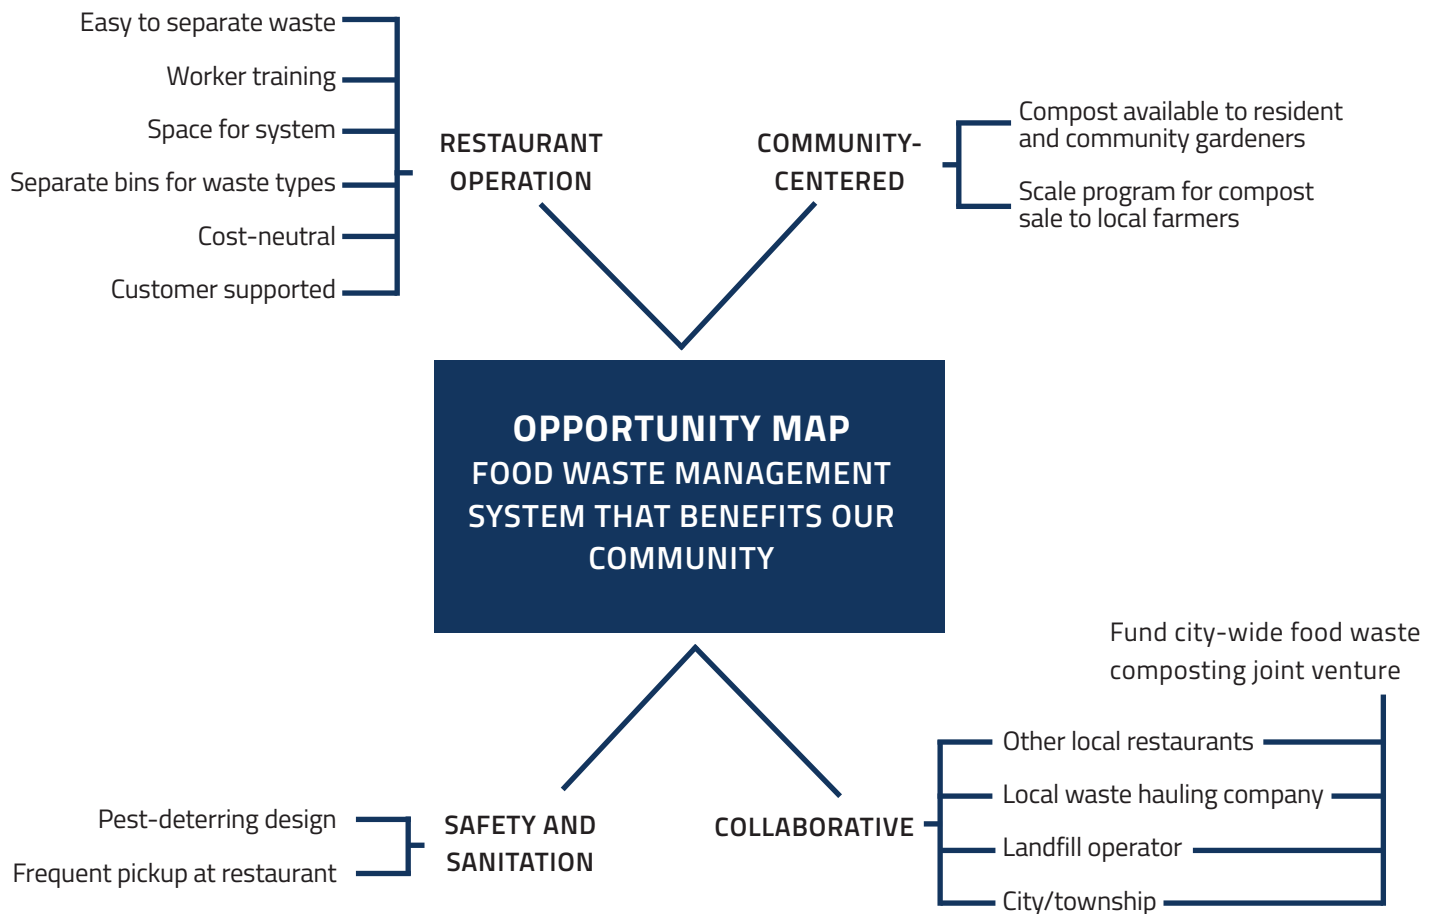 Easy to separate waste
Worker training
Space for system
Separate bins for waste types
Cost-neutral
Customer supported
RESTAURANT
OPERATION
COMMUNITY-
CENTERED
Compost available to resident
and community gardeners
Scale program for compost
sale to local farmers
OPPORTUNITY MAP
FOOD WASTE MANAGEMENT
SYSTEM THAT BENEFITS OUR
COMMUNITY
Pest-deterring design
Frequent pickup at restaurant
SAFETY AND
SANITATION
COLLABORATIVE
Fund city-wide food waste
composting joint venture
Other local restaurants
Local waste hauling company
Landfill operator
City/township